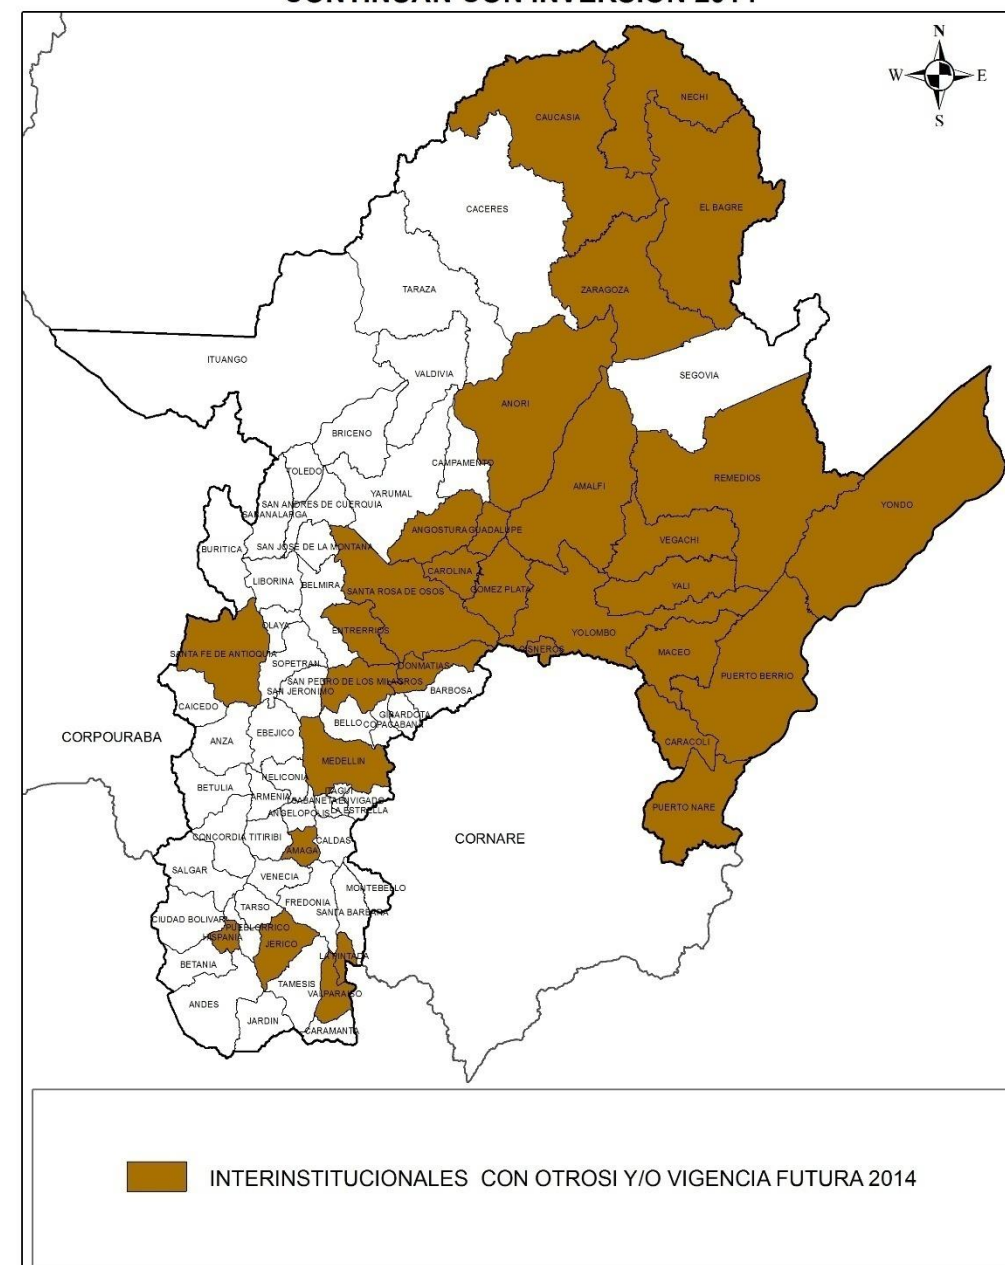 CONTINUAN CON INVERSION 2014
N
W E
S
NECHI
CAUCASIA
CACERES
EL BAGRE
TARAZA
ZARAGOZA
ITUANGO
VALDIVIA
SEGOVIA
ANORI
BRICENO
CAMPAMENTO
TOLEDO
REMEDIOS
AMALFI
YARUMAL
SAN ANDRES DE CUERQUIA
YONDO
SABANALARGA
ANGOSTURA
GUADALUPE
VEGACHI
BURITICA
SAN JOSE DE LA MONTANA
CAROLINA
LIBORINA
BELMIRA
YALI
SANTA ROSA DE OSOS
GOMEZ PLATA
OLAYA
ENTRERRIOS
YOLOMBO
CISNEROS
SANTA FE DE ANTIOQUIA
MACEO
SOPETRAN
DONMATIAS
PUERTO BERRIO
SAN PEDRO DE LOS MILAGROS
BARBOSA
SAN JERONIMO
CAICEDO
GIRARDOTA
BELLO
COPACABANA
EBEJICO
CORPOURABA
ANZA
CARACOLI
MEDELLIN
HELICONIA
BETULIA
ITAGUI
ARMENIA
SABANETA
ENVIGADO
PUERTO NARE
LA ESTRELLA
ANGELOPOLIS
CONCORDIA
TITIRIBI
CALDAS
CORNARE
AMAGA
SALGAR
VENECIA
MONTEBELLO
FREDONIA
TARSO
SANTA BARBARA
CIUDAD BOLIVAR
PUEBLORRICO
HISPANIA
JERICO
LA PINTADA
BETANIA
TAMESIS
VALPARAISO
ANDES
JARDIN
CARAMANTA
INTERINSTITUCIONALES CON OTROSI Y/O VIGENCIA FUTURA 2014